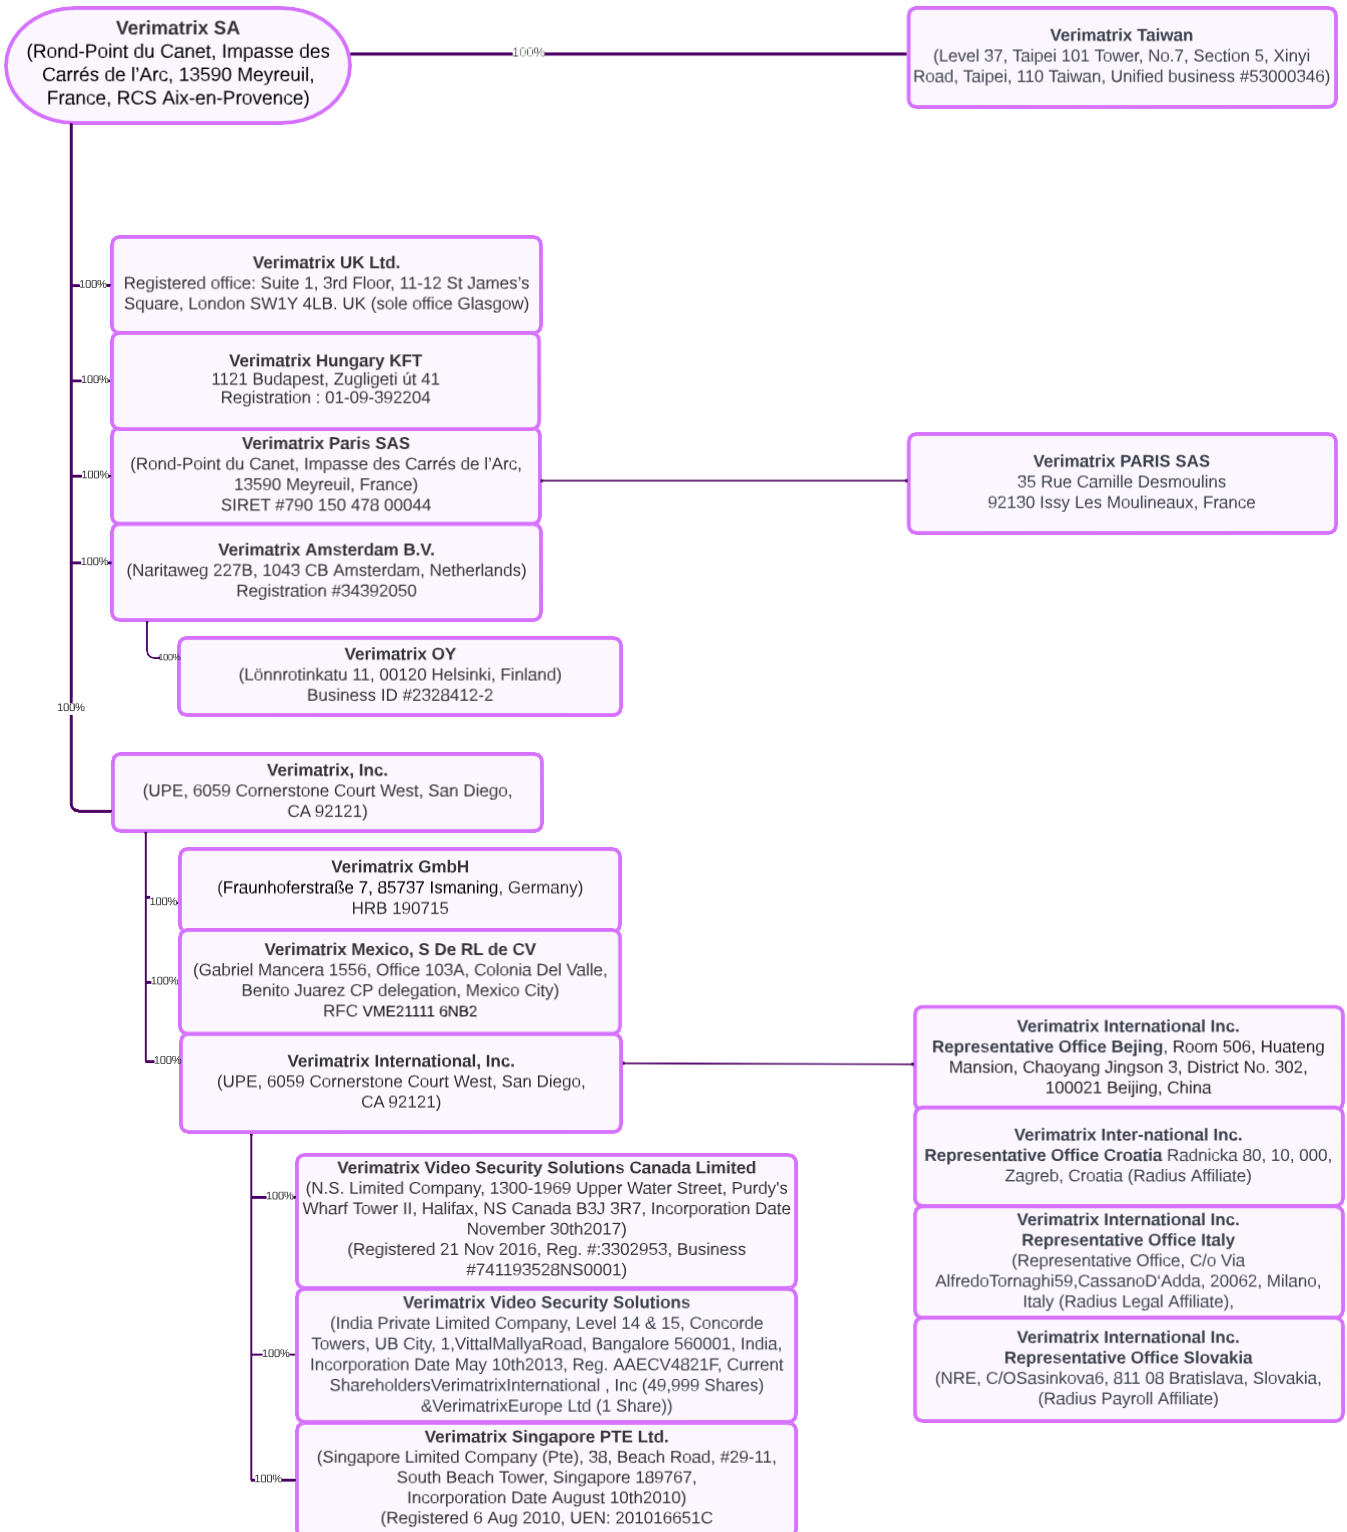 Verimatrix SA
(Rond-Point du Canet, Impasse des
Carrés de l'Arc, 13590 Meyreuil,
France, RCS Aix-en-Provence)
100%
Verimatrix Taiwan
(Level 37, Taipei 101 Tower, No.7, Section 5, Xinyi
Road, Taipei, 110 Taiwan, Unified business #53000346)
100%
Verimatrix UK Ltd.
Registered office: Suite 1, 3rd Floor, 11-12 St James's
Square, London SW1Y 4LB. UK (sole office Glasgow)
100%
Verimatrix Hungary KFT
1121 Budapest, Zugligeti út 41
Registration : 01-09-392204
100%
Verimatrix Paris SAS
(Rond-Point du Canet, Impasse des Carrés de l'Arc,
13590 Meyreuil, France)
SIRET #790 150 478 00044
Verimatrix PARIS SAS
35 Rue Camille Desmoulins
92130 Issy Les Moulineaux, France
100%
Verimatrix Amsterdam B.V.
(Naritaweg 227B, 1043 CB Amsterdam, Netherlands)
Registration #34392050
100%
Verimatrix OY
(Lönnrotinkatu 11, 00120 Helsinki, Finland)
Business ID #2328412-2
100%
Verimatrix, Inc.
(UPE, 6059 Cornerstone Court West, San Diego,
CA 92121)
100%
Verimatrix GmbH
(Fraunhoferstraße 7, 85737 Ismaning, Germany)
HRB 190715
100%
Verimatrix Mexico, S De RL de CV
(Gabriel Mancera 1556, Office 103A, Colonia Del Valle,
Benito Juarez CP delegation, Mexico City)
RFC VME21111 6NB2
100%
Verimatrix International, Inc.
(UPE, 6059 Cornerstone Court West, San Diego,
CA 92121)
Verimatrix International Inc.
Representative Office Bejing, Room 506, Huateng
Mansion, Chaoyang Jingson 3, District No. 302,
100021 Beijing, China
Verimatrix Inter-national Inc.
Representative Office Croatia Radnicka 80, 10, 000,
Zagreb, Croatia (Radius Affiliate)
Verimatrix International Inc.
Representative Office Italy
(Representative Office, C/o Via
AlfredoTornaghi59,CassanoD'Adda, 20062, Milano,
Italy (Radius Legal Affiliate),
Verimatrix International Inc.
Representative Office Slovakia
(NRE, C/OSasinkova6, 811 08 Bratislava, Slovakia,
(Radius Payroll Affiliate)
100%
Verimatrix Video Security Solutions Canada Limited
(N.S. Limited Company, 1300-1969 Upper Water Street, Purdy's
Wharf Tower II, Halifax, NS Canada B3J 3R7, Incorporation Date
November 30th2017)
(Registered 21 Nov 2016, Reg. #:3302953, Business
#741193528NS0001)
100%
Verimatrix Video Security Solutions
(India Private Limited Company, Level 14 & 15, Concorde
Towers, UB City, 1,VittalMallyaRoad, Bangalore 560001, India,
Incorporation Date May 10th2013, Reg. AAECV4821F, Current
ShareholdersVerimatrixInternational , Inc (49,999 Shares)
&VerimatrixEurope Ltd (1 Share))
100%
Verimatrix Singapore PTE Ltd.
(Singapore Limited Company (Pte), 38, Beach Road, #29-11,
South Beach Tower, Singapore 189767,
Incorporation Date August 10th2010)
(Registered 6 Aug 2010, UEN: 201016651C